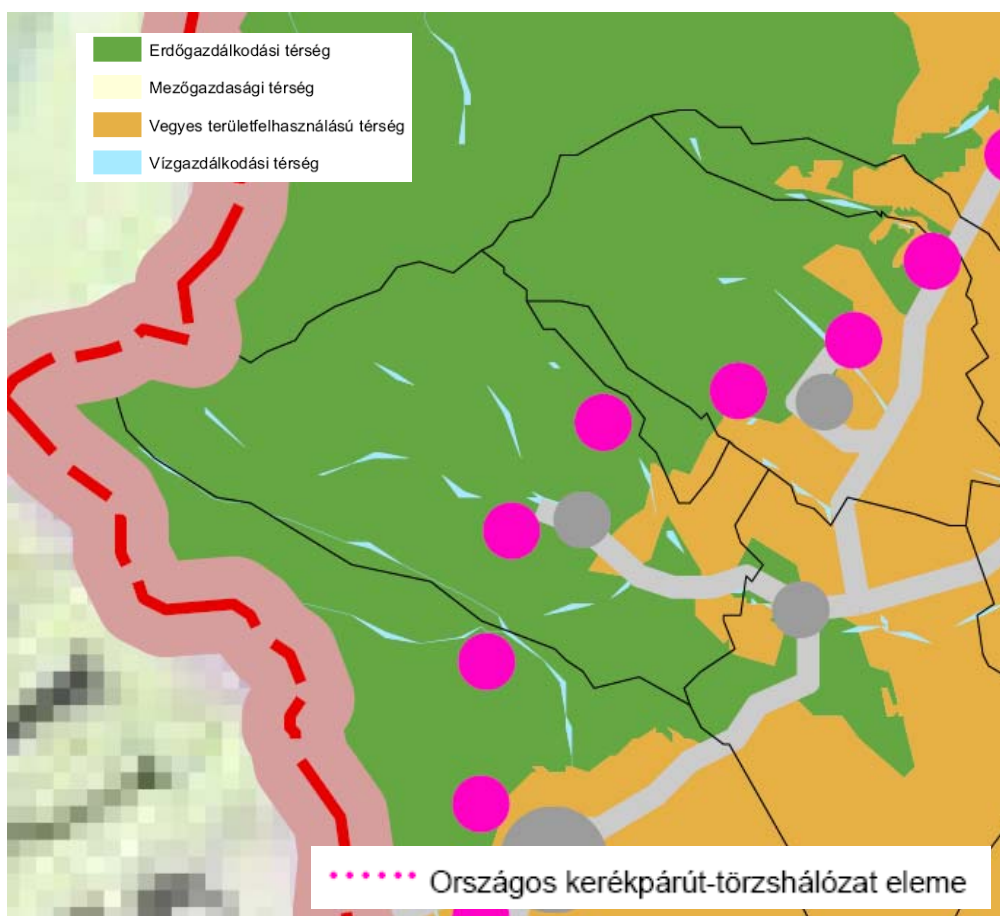 Erdőgazdálkodási térség
Mezőgazdasági térség
Vegyes területfelhasználású térség
Vízgazdálkodási térség
Országos kerékpárút-törzshálózat eleme